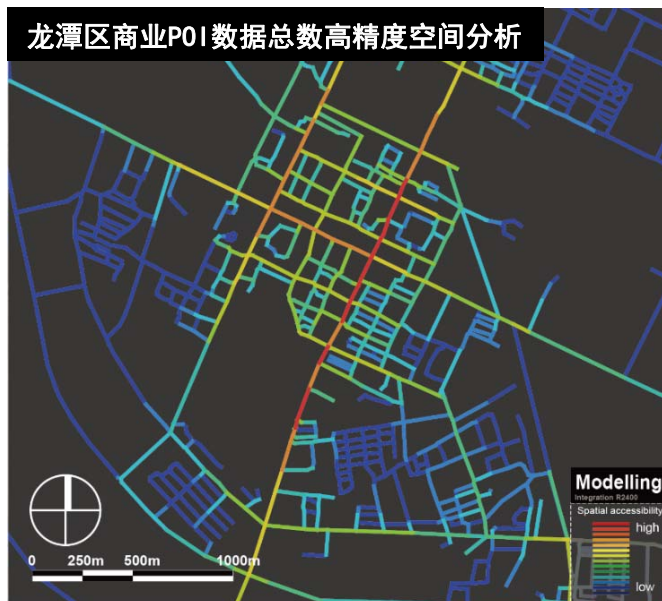 龙潭区商业POI数据总数高精度空间分析
Modelling
Integration R2400
Spatial accessibility
high
low
0 250m 500m 1000m